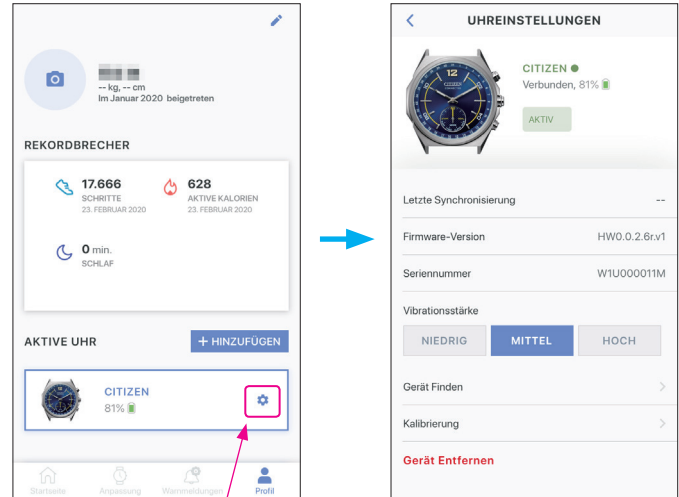 -- kg, -- cm
Im Januar 2020 beigetreten
REKORDBRECHER
17.666
SCHRITTE
23. FEBRUAR 2020
628
AKTIVE KALORIEN
23. FEBRUAR 2020
0 min.
SCHLAF
AKTIVE UHR
+ HINZUFÜGEN
CITIZEN
81%
Startseite
Anpassung
Warnmeldungen
Profil
UHREINSTELLUNGEN
12
CITIZEN
CITIZEN
Verbunden, 81%
AKTIV
Letzte Synchronisierung --
Firmware-Version HW0.0.2.6r.v1
Seriennummer W1U000011M
Vibrationsstärke
NIEDRIG MITTEL HOCH
Gerät Finden
Kalibrierung
Gerät Entfernen